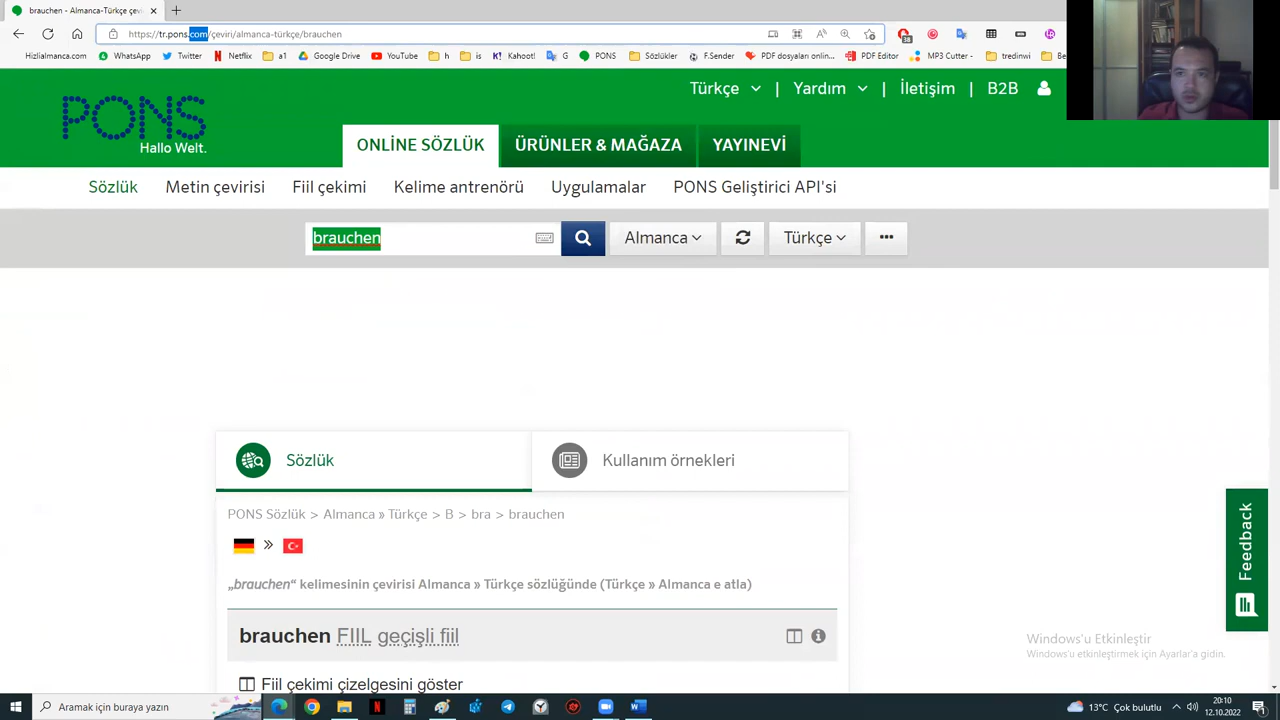 brauchen - Almanca-Türkçe çevi
https://tr.pons.com/çeviri/almanca-türkçe/brauchen
Hizlialmanca.com WhatsApp Twitter Netflix a1 Google Drive YouTube h is Kahoot! G PONS Sözlükler F.Sender PDF dosyaları onlin... PDF Editor MP3 Cutter - tredinwi Be
PONS
Hallo Welt.
Türkçe | Yardım | İletişim | B2B
ONLİNE SÖZLÜK ÜRÜNLER & MAĞAZA YAYINEVİ
Sözlük Metin çevirisi Fiil çekimi Kelime antrenörü Uygulamalar PONS Geliştirici API'si
brauchen Almanca Türkçe
Sözlük Kullanım örnekleri
PONS Sözlük > Almanca » Türkçe > B > bra > brauchen
„brauchen“ kelimesinin çevirisi Almanca » Türkçe sözlüğünde (Türkçe » Almanca e atla)
brauchen FIIL geçişli fiil
Fiil çekimi çizelgesini göster
Feedback
Windows'u Etkinleştir
Windows'u etkinleştirmek için Ayarlar'a gidin.
Aramak için buraya yazın
13°C Çok bulutlu
20:10
12.10.2022